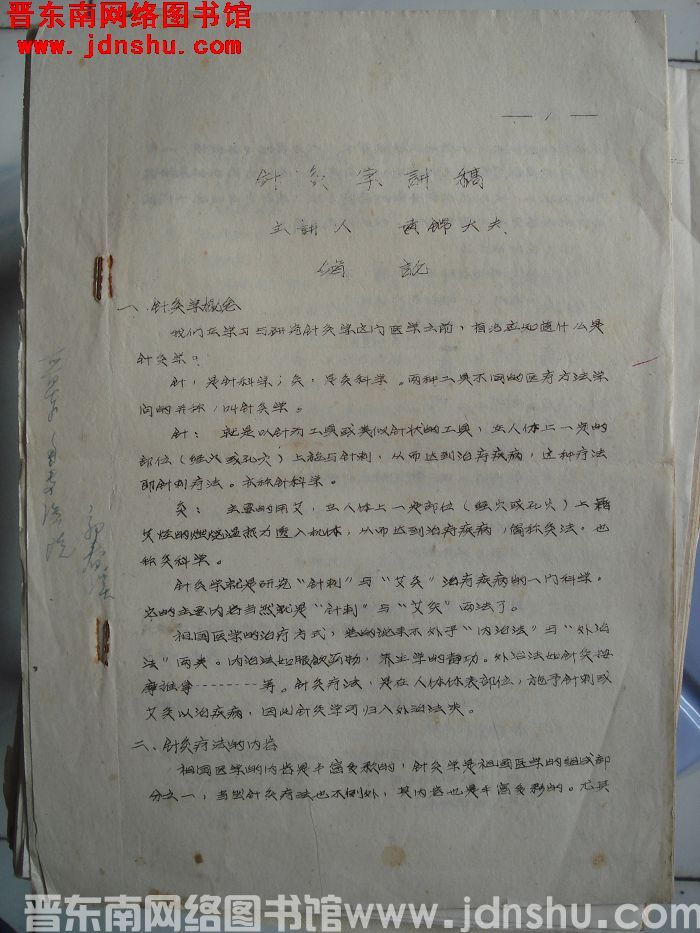 晋东南网络图书馆
www.jdnshu.com
— 1 —
针灸学讲稿
主讲人 黄锦大夫
绪說
一、针灸学概念
我们在学习与研究针灸学这门医学之前，相应应知道什么是
针灸学。
针，是针科学；灸，是灸科学。两种工具不同的医疗方法学
问的并称，叫针灸学。
针： 就是以针为工具或类似针状的工具，在人体上一定的
部位（经穴或孔穴）上施与针刺，从而达到治疗疾病，这种疗法
即针刺疗法。亦称针科学。
灸： 主要的用艾，在人体上一定部位（经穴或孔穴）上藉
艾炷的燃烧温热力透入机体，从而达到治疗疾病，简称灸法。也
称灸科学。
针灸学就是研究“针刺”与“艾灸”治疗疾病的一门科学。
它的主要内容当然就是“针刺”与“艾灸”两法了。
祖国医学的治疗方式，总的说来不外乎“内治法”与“外治
法”两类。内治法如服饮药物，养生学的静功。外治法如针灸按
摩推拿--------等。针灸疗法，是在人体体表部位，施予针刺或
艾灸以治疾病，因此针灸学可归入外治法类。
二、针灸疗法的内容
祖国医学的内容是丰富多彩的，针灸学是祖国医学的组成部
分之一，当然针灸疗法也不例外，其内容也是丰富多彩的。尤其
晋东南网络图书馆www.jdnshu.com